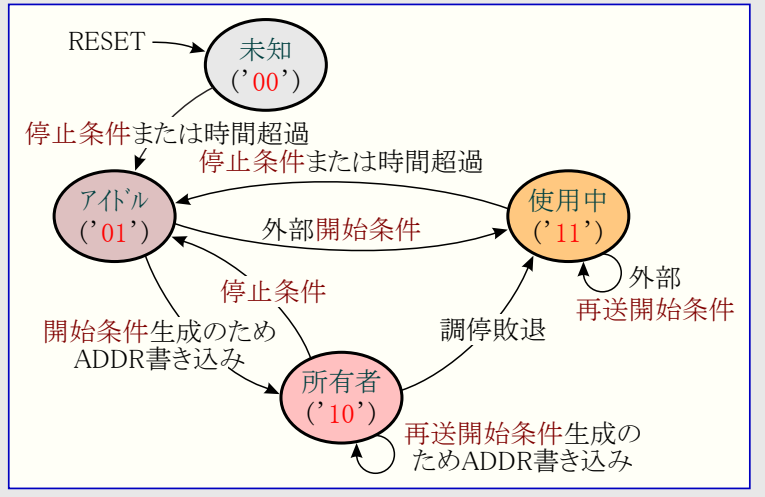 RESET
未知
('00')
停止条件または時間超過
停止条件または時間超過
アイドル
('01')
使用中
('11')
外部開始条件
外部
再送開始条件
停止条件
開始条件生成のため
ADDR書き込み
調停敗退
所有者
('10')
再送開始条件生成の
ためADDR書き込み